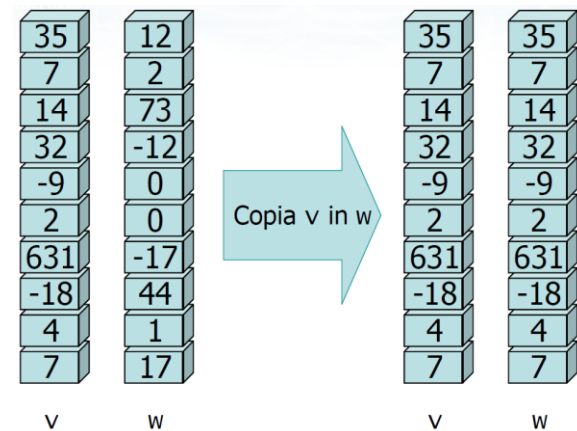 35 12 35 35
7 2 7 7
14 73 14 14
32 -12 32 32
-9 0 -9 -9
2 0 Copia v in w 2 2
631 -17 631 631
-18 44 -18 -18
4 1 4 4
7 17 7 7
v w v w